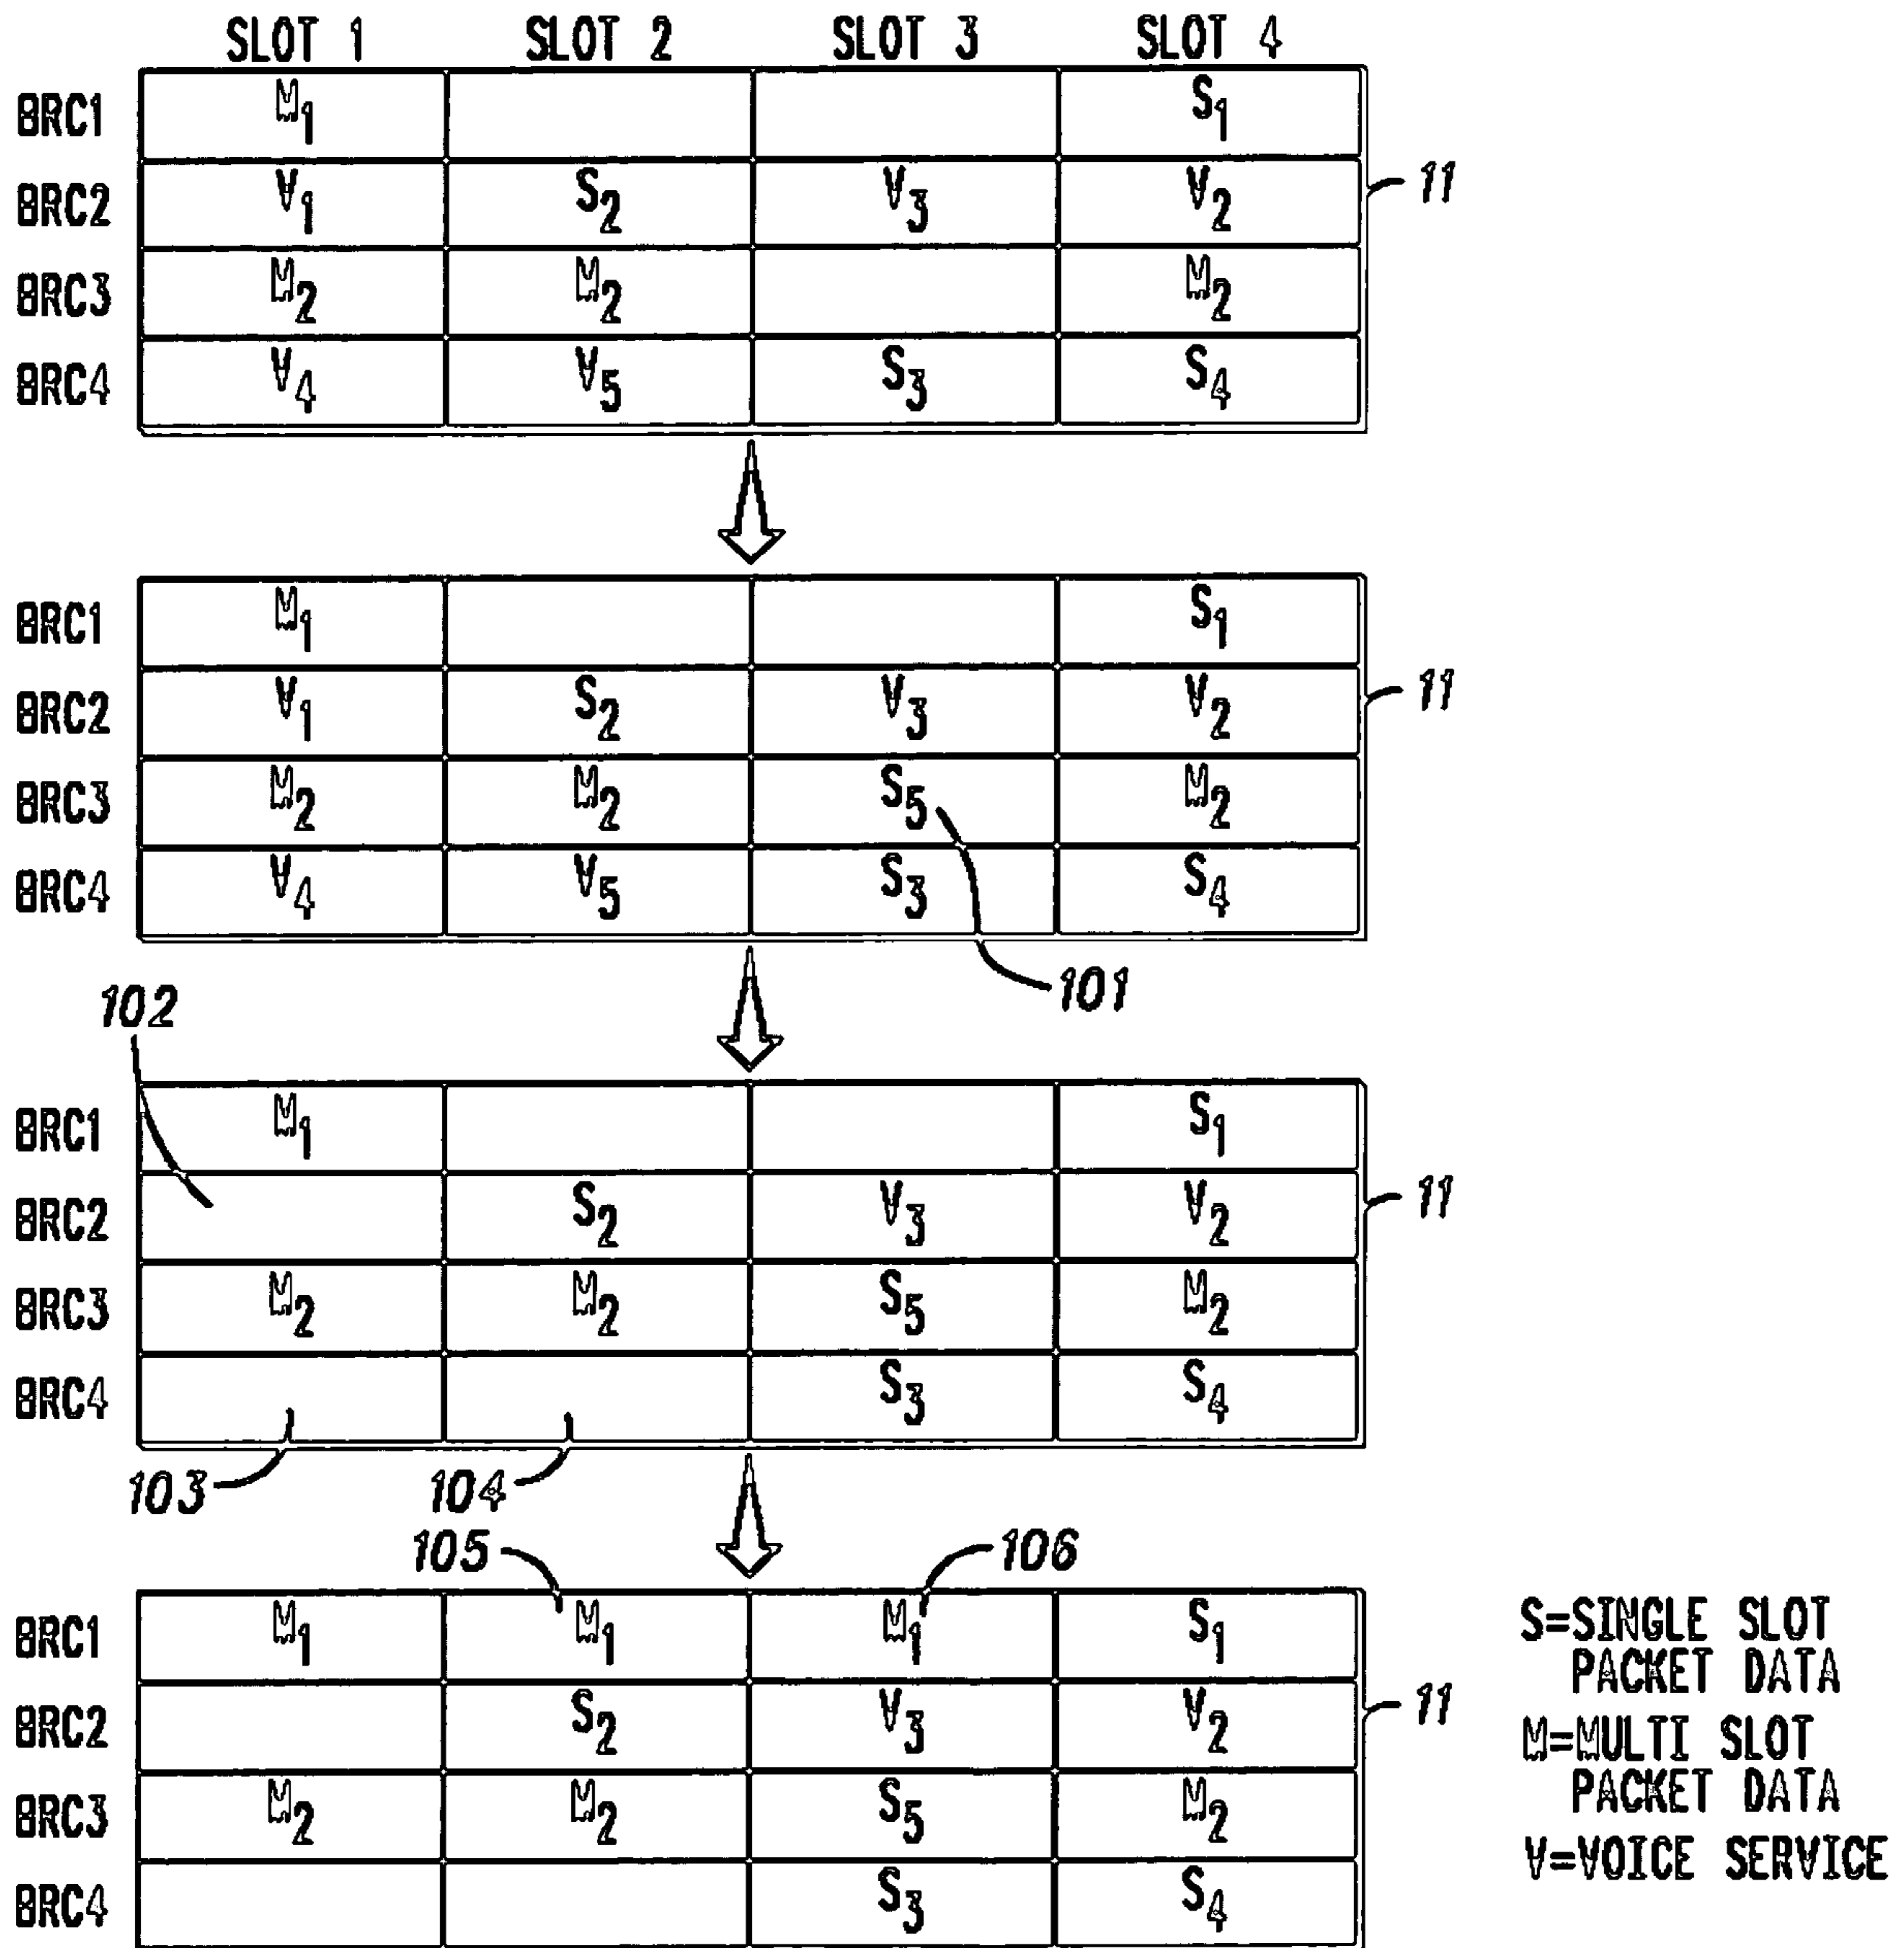 SLOT 1 SLOT 2 SLOT 3 SLOT 4
BRC1 M1 S1
BRC2 V1 S2 V3 V2 11
BRC3 M2 M2 M2
BRC4 V4 V5 S3 S4
BRC1 M1 S1
BRC2 V1 S2 V3 V2 11
BRC3 M2 M2 S5 M2
BRC4 V4 V5 S3 S4
101
102
BRC1 M1 S1
BRC2 S2 V3 V2 11
BRC3 M2 M2 S5 M2
BRC4 S3 S4
103 104
105 106
BRC1 M1 M1 M1 S1
BRC2 S2 V3 V2 11
BRC3 M2 M2 S5 M2
BRC4 S3 S4
S=SINGLE SLOT
PACKET DATA
M=MULTI SLOT
PACKET DATA
V=VOICE SERVICE